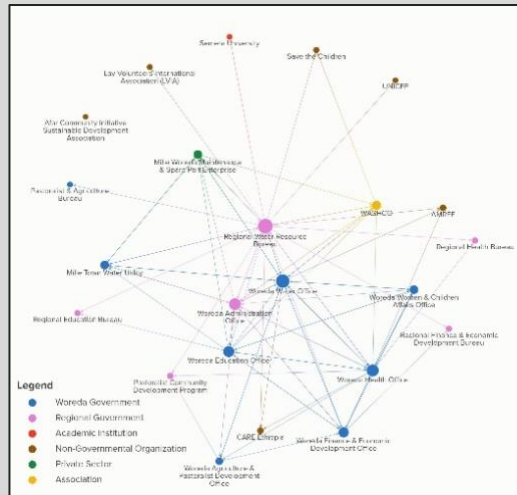 Semera University
Save the Children
Lay Volunteers International
Association (LVIA)
UNICEF
Afar Community Initiative
Sustainable Development
Association
Mille Woreda Maintenance
& Spare Part Enterprise
Pastoralist & Agriculture
Bureau
WASHCO
AMREF
Regional Water Resource
Bureau
Regional Health Bureau
Mille Town Water Utility
Woreda Water Office
Woreda Women & Children
Affairs Office
Woreda Administration
Office
Regional Education Bureau
Regional Finance & Economic
Development Bureau
Woreda Education Office
Woreda Health Office
Pastoralist Community
Development Program
CARE Ethiopia
Woreda Finance & Economic
Development Office
Woreda Agriculture &
Pastoralist Development
Office
Legend
Woreda Government
Regional Government
Academic Institution
Non-Governmental Organization
Private Sector
Association